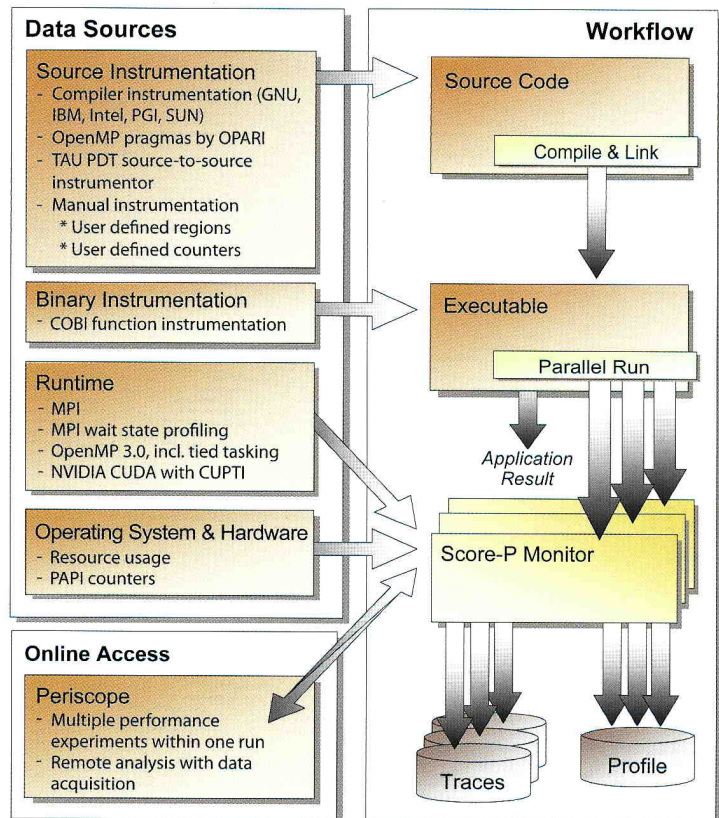 Data Sources
Source Instrumentation
- Compiler instrumentation (GNU,
IBM, Intel, PGI, SUN)
- OpenMP pragmas by OPARI
- TAU PDT source-to-source
instrumentor
- Manual instrumentation
* User defined regions
* User defined counters
Binary Instrumentation
- COBI function instrumentation
Runtime
- MPI
- MPI wait state profiling
- OpenMP 3.0, incl. tied tasking
- NVIDIA CUDA with CUPTI
Operating System & Hardware
- Resource usage
- PAPI counters
Online Access
Periscope
- Multiple performance
experiments within one run
- Remote analysis with data
acquisition
Workflow
Source Code
Compile & Link
Executable
Parallel Run
Application
Result
Score-P Monitor
Traces
Profile